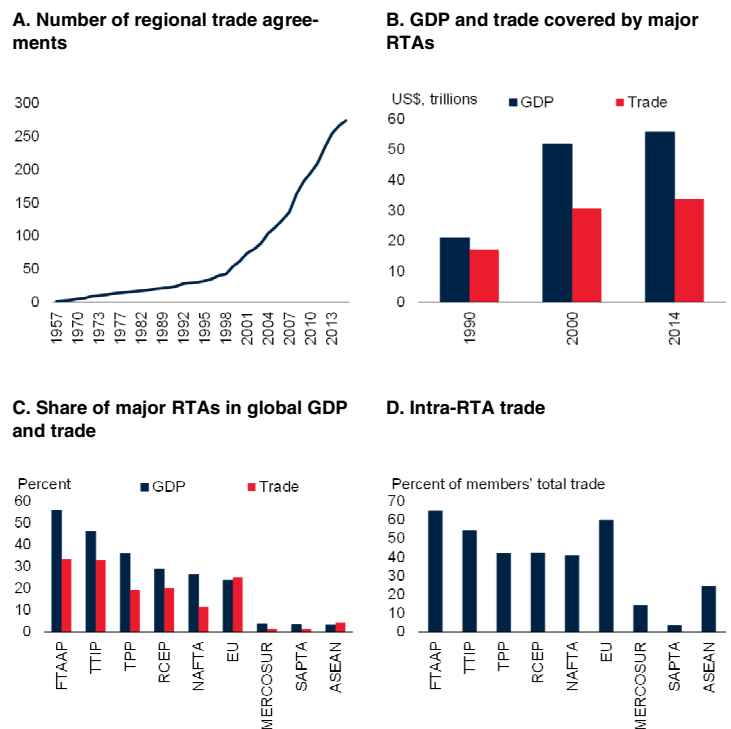 A. Number of regional trade agree-
ments
300
250
200
150
100
50
0
1957
1970
1973
1977
1982
1989
1992
1995
1998
2001
2004
2007
2010
2013
B. GDP and trade covered by major
RTAs
US$, trillions
GDP
Trade
60
50
40
30
20
10
0
1990
2000
2014
C. Share of major RTAs in global GDP
and trade
Percent
GDP
Trade
60
50
40
30
20
10
0
FTAAP
TTIP
TPP
RCEP
NAFTA
EU
MERCOSUR
SAPTA
ASEAN
D. Intra-RTA trade
Percent of members' total trade
70
60
50
40
30
20
10
0
FTAAP
TTIP
TPP
RCEP
NAFTA
EU
MERCOSUR
SAPTA
ASEAN